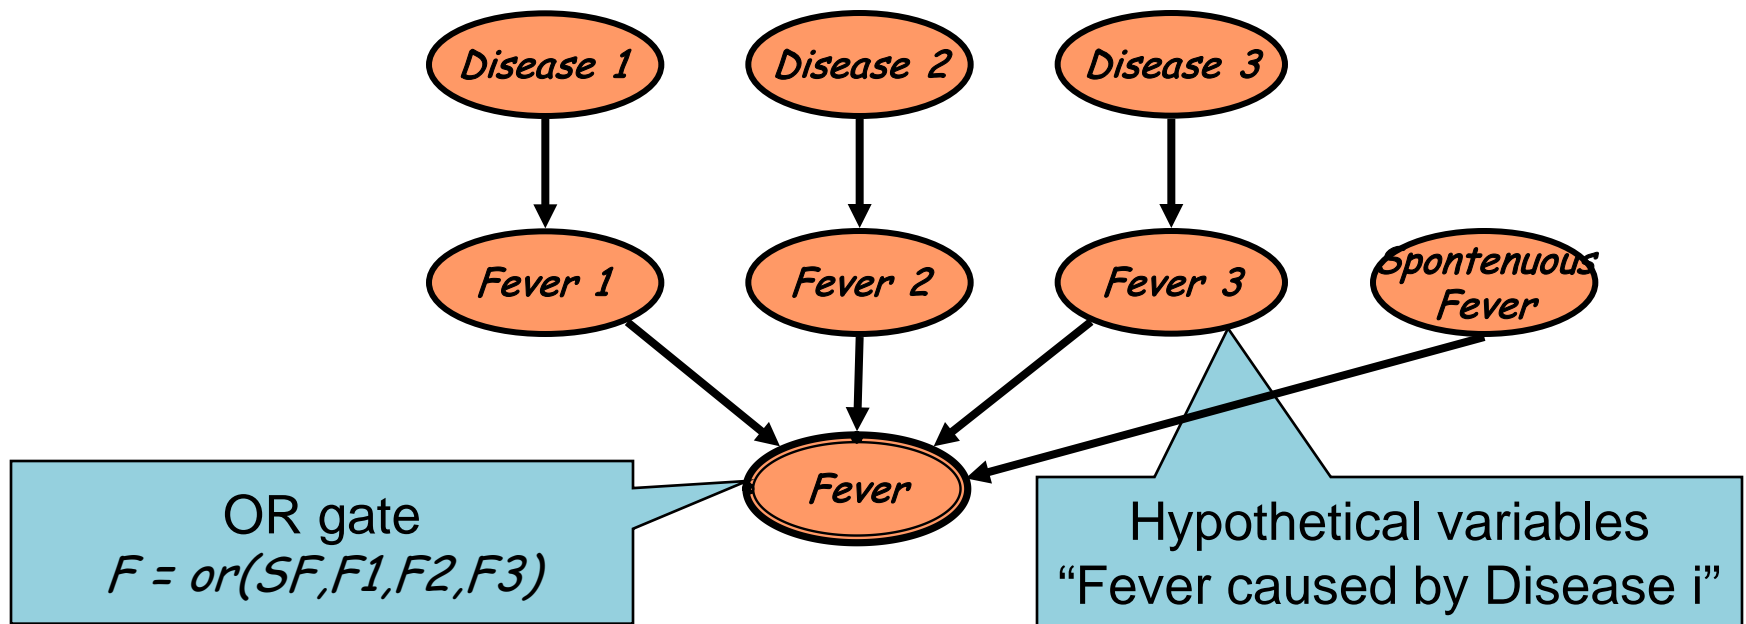 Disease 1
Disease 2
Disease 3
Fever 1
Fever 2
Fever 3
Spontenuous
Fever
Fever
OR gate
F = or(SF,F1,F2,F3)
Hypothetical variables
“Fever caused by Disease i”